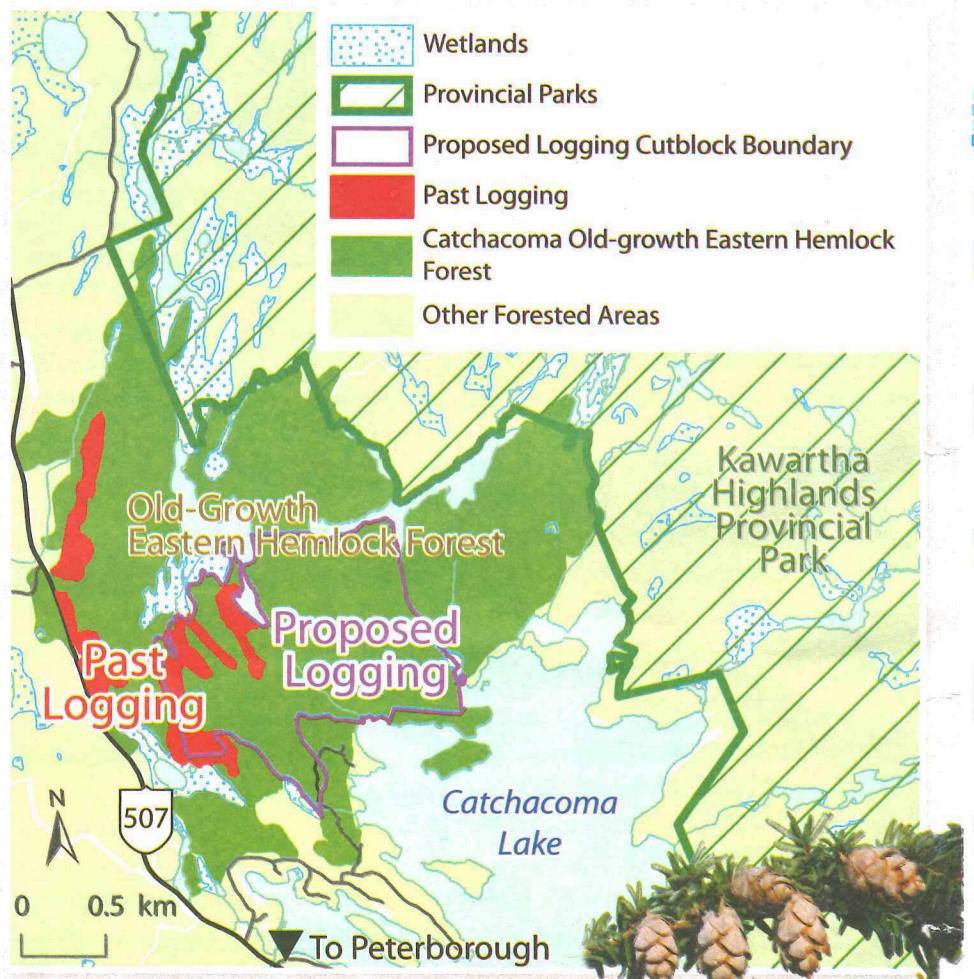 Wetlands
Provincial Parks
Proposed Logging Cutblock Boundary
Past Logging
Catchacoma Old-growth Eastern Hemlock
Forest
Other Forested Areas
Kawartha
Highlands
Provincial
Park
Old-Growth
Eastern Hemlock Forest
Proposed
Logging
Past
Logging
Catchacoma
Lake
N
507
0 0.5 km
To Peterborough